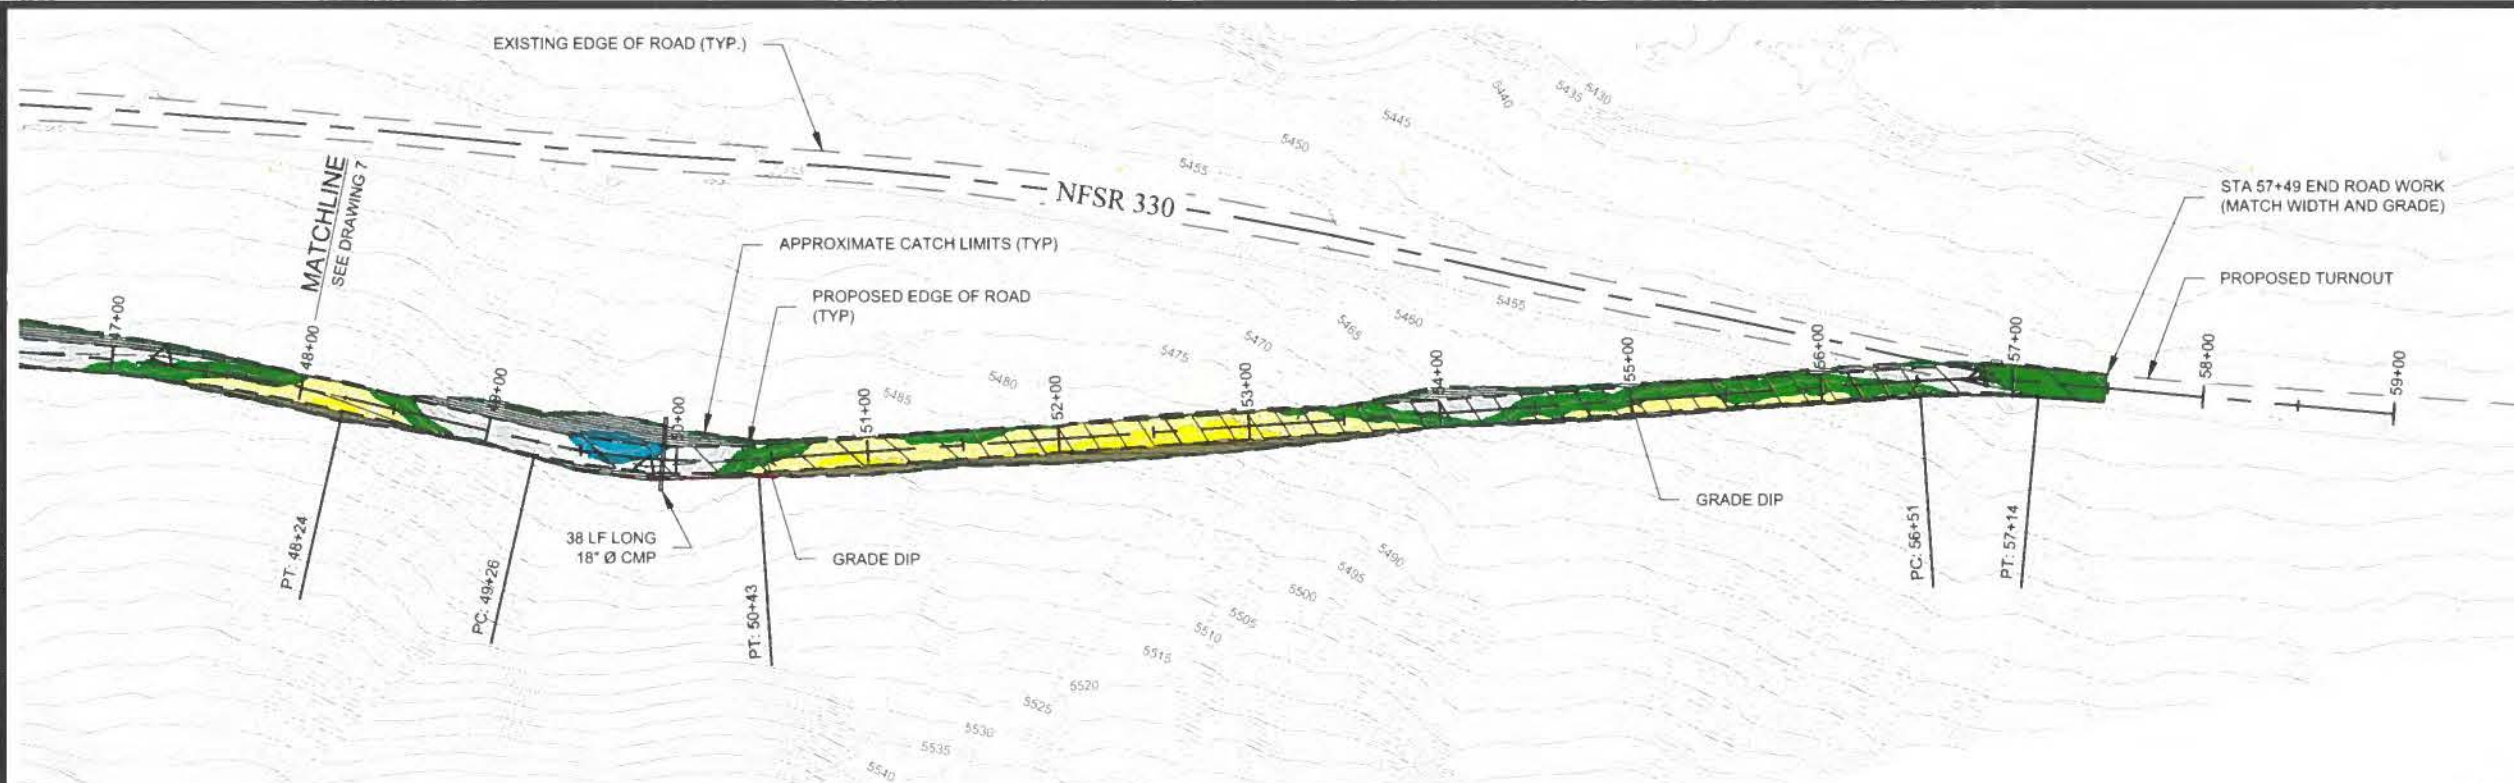 EXISTING EDGE OF ROAD (TYP.)
5430
5435
5440
5445
5450
5455
NFSR 330
MATCHLINE
SEE DRAWING 7
STA 57+49 END ROAD WORK
(MATCH WIDTH AND GRADE)
APPROXIMATE CATCH LIMITS (TYP)
PROPOSED TURNOUT
PROPOSED EDGE OF ROAD
(TYP)
5455
5460
5465
5470
5475
5480
5485
47+00
48+00
49+00
51+00
52+00
53+00
54+00
55+00
56+00
57+00
58+00
59+00
GRADE DIP
38 LF LONG
18" Ø CMP
GRADE DIP
PT: 48+24
PC: 49+26
PT: 50+43
PC: 56+51
PT: 57+14
5490
5495
5500
5505
5510
5515
5520
5525
5530
5535
5540